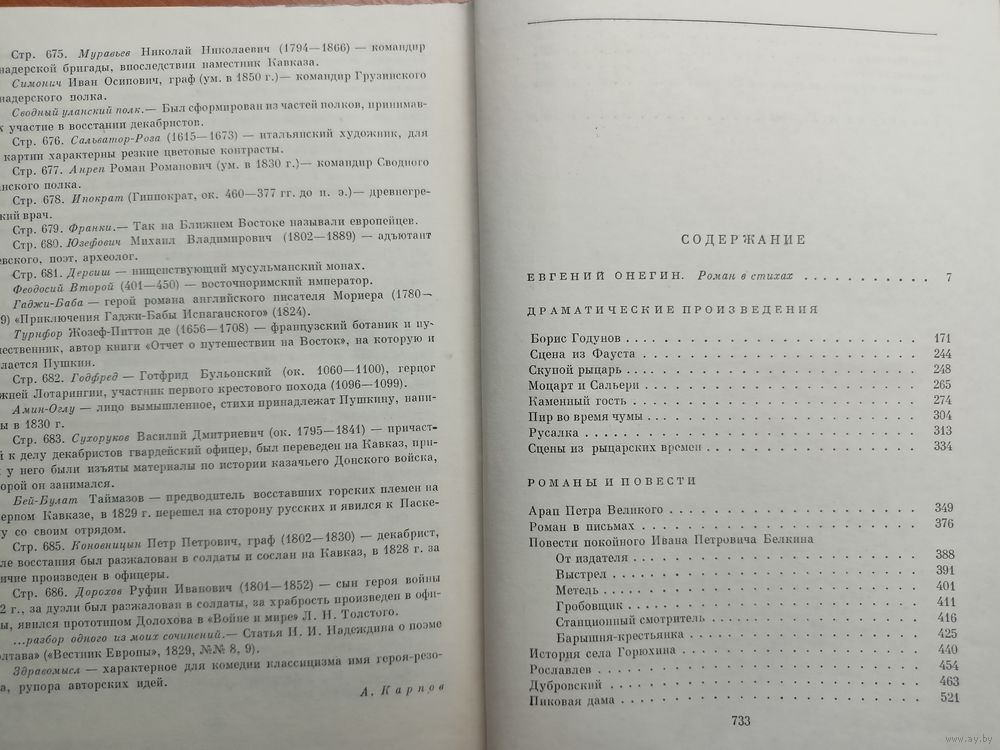 Стр. 675. Муравьев Николай Николаевич (1794—1866) — командир
надерской бригады, впоследствии наместник Кавказа.
Симонич Иван Осипович, граф (ум. в 1850 г.)— командир Грузинского
надерского полка.
Сводный уланский полк.— Был сформирован из частей полков, принимав-
х участие в восстании декабристов.
Стр. 676. Сальватор-Роза (1615—1673) — итальянский художник, для
картин характерны резкие цветовые контрасты.
Стр. 677. Анреп Роман Романович (ум. в 1830 г.)— командир Сводного
нского полка.
Стр. 678. Ипократ (Гиппократ, ок. 460—377 гг. до н. э.)— древнегре-
кий врач.
Стр. 679. Франки.— Так на Ближнем Востоке называли европейцев.
Стр. 680. Юзефович Михаил Владимирович (1802—1889) — адъютант
евского, поэт, археолог.
Стр. 681. Дервиш — нищенствующий мусульманский монах.
Феодосий Второй (401—450) — восточноримский император.
Гаджи-Баба — герой романа английского писателя Мориера (1780—
9) «Приключения Гаджи-Бабы Испаганского» (1824).
Турнфор Жозеф-Питтон де (1656—1708) — французский ботаник и пу-
ественник, автор книги «Отчет о путешествии на Восток», на которую и
лается Пушкин.
Стр. 682. Годфред — Готфрид Бульонский (ок. 1060—1100), герцог
жней Лотарингии, участник первого крестового похода (1096—1099).
Амин-Оглу — лицо вымышленное, стихи принадлежат Пушкину, напи-
ы в 1830 г.
Стр. 683. Сухоруков Василий Дмитриевич (ок. 1795—1841) — причаст-
й к делу декабристов гвардейский офицер, был переведен на Кавказ, при-
у него были изъяты материалы по истории казачьего Донского войска,
орой он занимался.
Бей-Булат Таймазов — предводитель восставших горских племен на
ерном Кавказе, в 1829 г. перешел на сторону русских и явился к Паске-
у со своим отрядом.
Стр. 685. Коновницын Петр Петрович, граф (1802—1830) — декабрист,
ле восстания был разжалован в солдаты и сослан на Кавказ, в 1828 г. за
ичие произведен в офицеры.
Стр. 686. Дорохов Руфин Иванович (1801—1852) — сын героя войны
2 г., за дуэли был разжалован в солдаты, за храбрость произведен в офи-
ы, явился прототипом Долохова в «Войне и мире» Л. Н. Толстого.
...разбор одного из моих сочинений.— Статья Н. И. Надеждина о поэме
олтава» («Вестник Европы», 1829, №№ 8, 9).
Здравомысл — характерное для комедии классицизма имя героя-резо-
а, рупора авторских идей.
А. Карпов
СОДЕРЖАНИЕ
ЕВГЕНИЙ ОНЕГИН. Роман в стихах . . . . . . . . . . 7
ДРАМАТИЧЕСКИЕ ПРОИЗВЕДЕНИЯ
Борис Годунов . . . . . . . . . . 171
Сцена из Фауста . . . . . . . . . . 244
Скупой рыцарь . . . . . . . . . . 248
Моцарт и Сальери . . . . . . . . . . 265
Каменный гость . . . . . . . . . . 274
Пир во время чумы . . . . . . . . . . 304
Русалка . . . . . . . . . . 313
Сцены из рыцарских времен . . . . . . . . . . 334
РОМАНЫ И ПОВЕСТИ
Арап Петра Великого . . . . . . . . . . 349
Роман в письмах . . . . . . . . . . 376
Повести покойного Ивана Петровича Белкина
От издателя . . . . . . . . . . 388
Выстрел . . . . . . . . . . 391
Метель . . . . . . . . . . 401
Гробовщик . . . . . . . . . . 411
Станционный смотритель . . . . . . . . . . 416
Барышня-крестьянка . . . . . . . . . . 425
История села Горюхина . . . . . . . . . . 440
Рославлев . . . . . . . . . . 454
Дубровский . . . . . . . . . . 463
Пиковая дама . . . . . . . . . . 521
733
www.ay.by